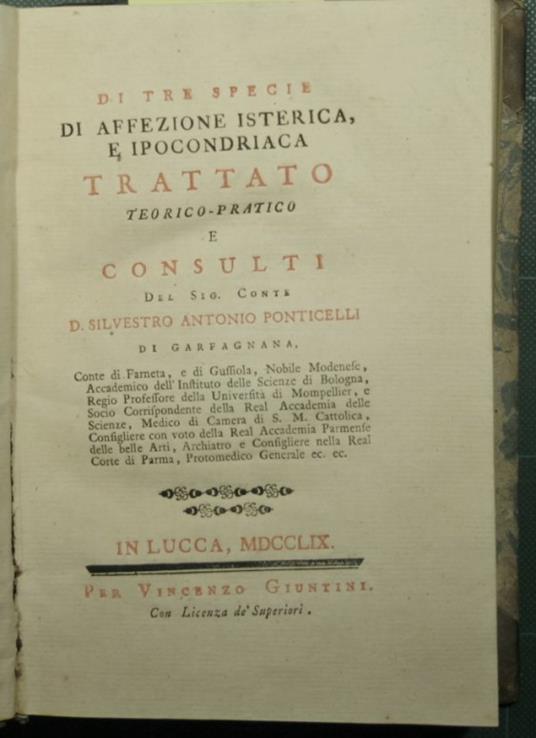 DI TRE SPECIE
DI AFFEZIONE ISTERICA,
E IPOCONDRIACA
TRATTATO
TEORICO-PRATICO
E
CONSULTI
DEL SIG. CONTE
D. SILVESTRO ANTONIO PONTICELLI
DI GARFAGNANA,
Conte di Farneta, e di Gussiola, Nobile Modenese,
Accademico dell' Instituto delle Scienze di Bologna,
Regio Professore della Università di Mompellier, e
Socio Corrispondente della Real Accademia delle
Scienze, Medico di Camera di S. M. Cattolica,
Consigliere con voto della Real Accademia Parmense
delle belle Arti, Archiatro e Consigliere nella Real
Corte di Parma, Protomedico Generale ec. ec.
IN LUCCA, MDCCLIX.
PER VINCENZO GIUNTINI.
Con Licenza de' Superiori.